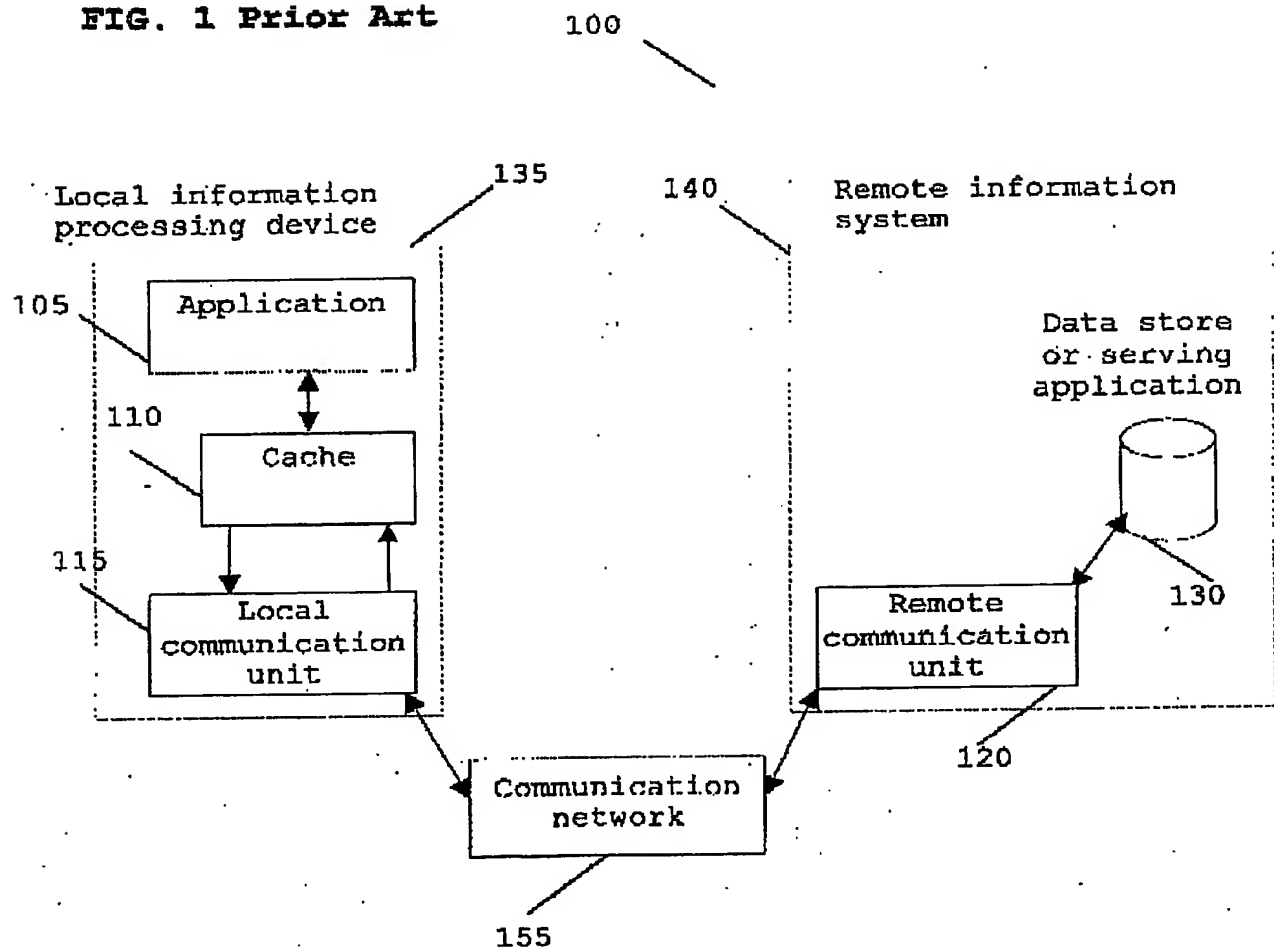 FIG. 1 Prior Art
100
135
140
Local information
processing device
Remote information
system
105
Application
Data store
or serving
application
110
Cache
115
Local
communication
unit
Remote
communication
unit
130
120
Communication
network
155